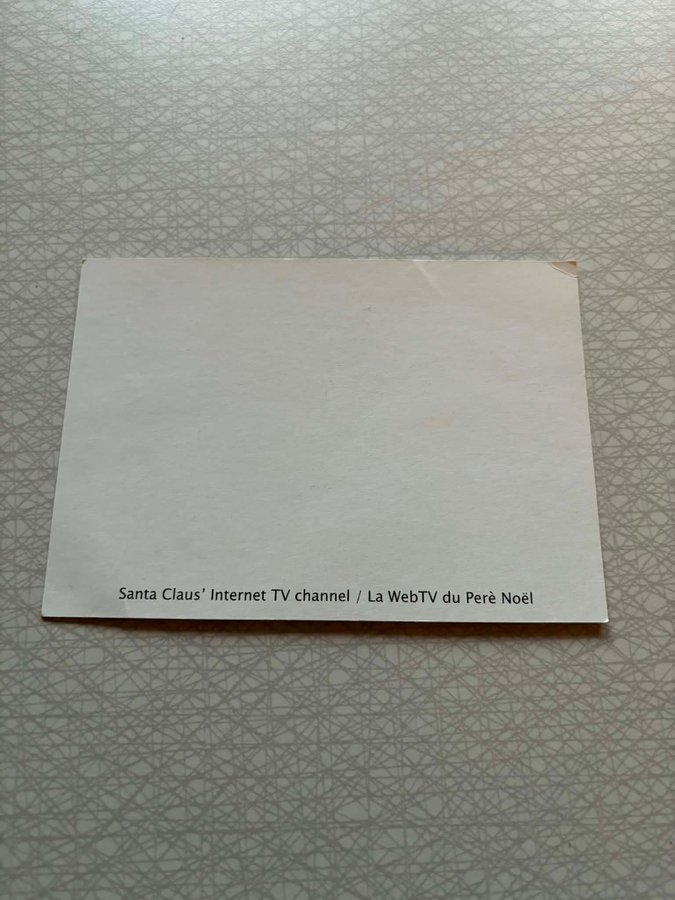 Santa Claus’ Internet TV channel / La WebTV du Perè Noël